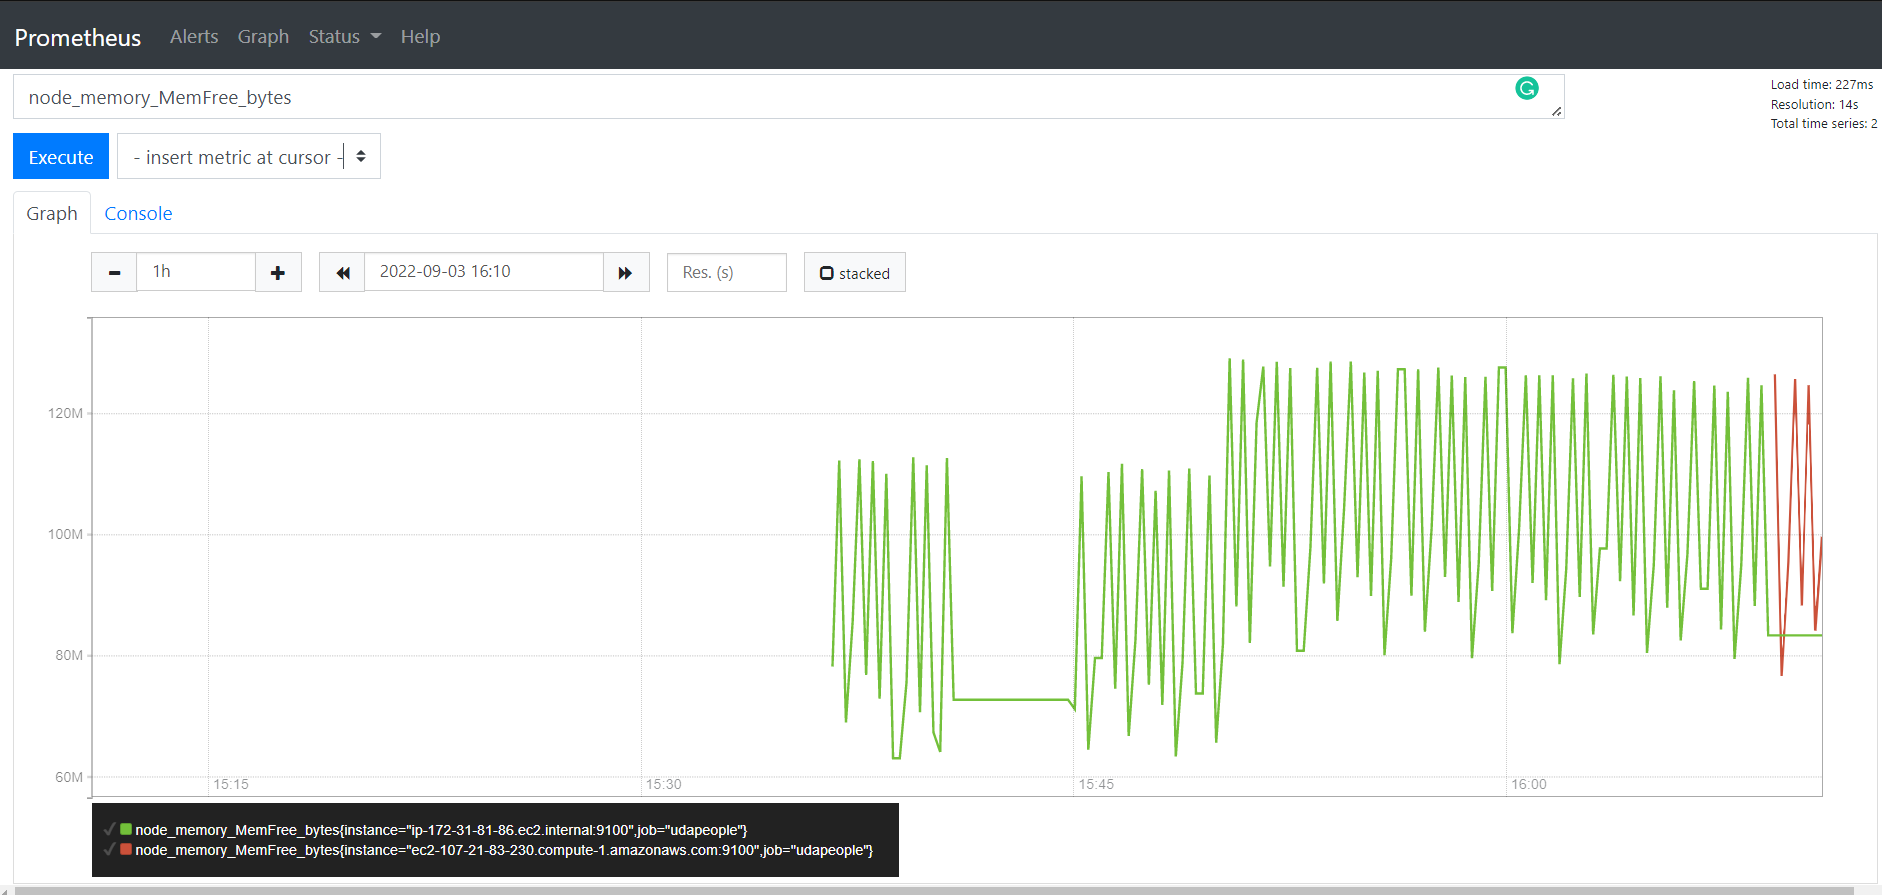 Prometheus Alerts Graph Status Help
node_memory_MemFree_bytes
Load time: 227ms
Resolution: 14s
Total time series: 2
Execute - insert metric at cursor -
Graph Console
1h 2022-09-03 16:10 Res. (s) stacked
120M
100M
80M
60M
15:15 15:30 15:45 16:00
node_memory_MemFree_bytes{instance="ip-172-31-81-86.ec2.internal:9100",job="udapeople"}
node_memory_MemFree_bytes{instance="ec2-107-21-83-230.compute-1.amazonaws.com:9100",job="udapeople"}